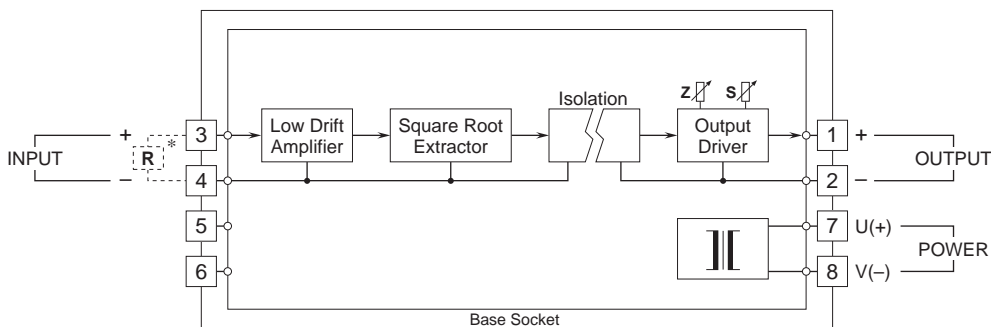 Isolation
Z S
Low Drift
Amplifier
Square Root
Extractor
Output
Driver
INPUT
+
–
R
*
3
4
5
6
1
+
2
–
OUTPUT
7
U(+)
8
V(–)
POWER
Base Socket